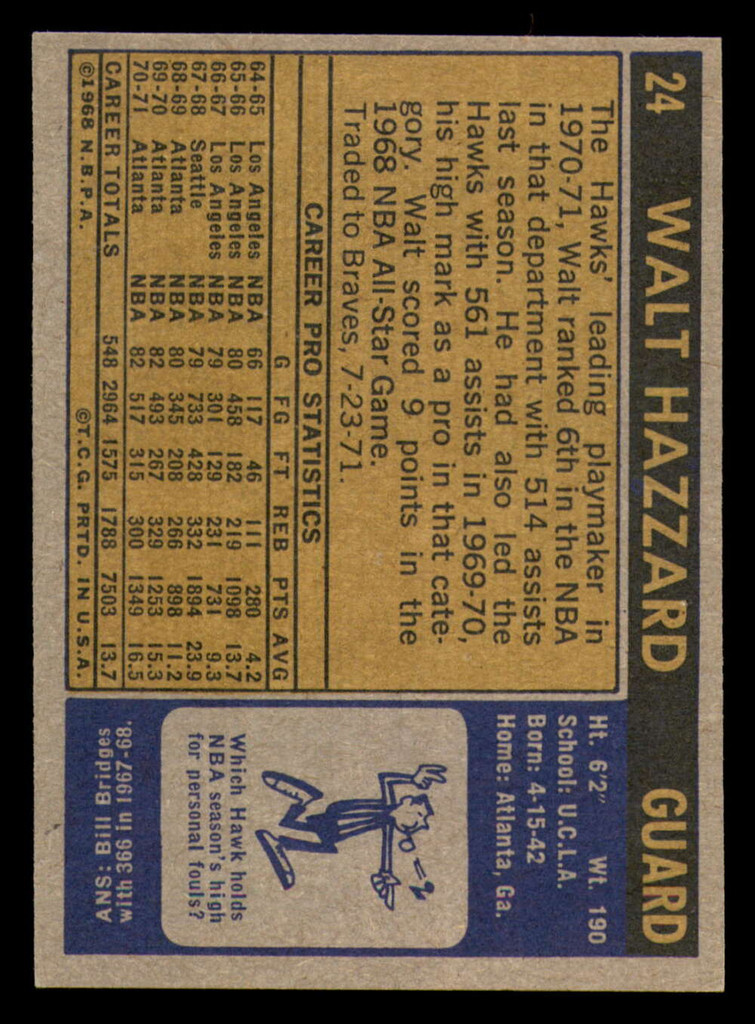 24 WALT HAZZARD GUARD
The Hawks' leading playmaker in
1970-71, Walt ranked 6th in the NBA
in that department with 514 assists
last season. He had also led the
Hawks with 561 assists in 1969-70,
his high mark as a pro in that cate-
gory. Walt scored 9 points in the
1968 NBA All-Star Game.
Traded to Braves, 7-23-71.
CAREER PRO STATISTICS
G FG FT REB PTS AVG
64-65 Los Angeles NBA 66 117 46 111 280 4.2
65-66 Los Angeles NBA 80 458 182 219 1098 13.7
66-67 Los Angeles NBA 79 301 129 231 731 9.3
67-68 Seattle NBA 79 733 428 332 1894 23.9
68-69 Atlanta NBA 80 345 208 266 898 11.2
69-70 Atlanta NBA 82 493 267 329 1253 15.3
70-71 Atlanta NBA 82 517 315 300 1349 16.5
CAREER TOTALS 548 2964 1575 1788 7503 13.7
©1968 N.B.P.A. ©T.C.G. PRTD. IN U.S.A.
Ht. 6'2" Wt. 190
School: U.C.L.A.
Born: 4-15-42
Home: Atlanta, Ga.
Which Hawk holds
NBA season's high
for personal fouls?
ANS: Bill Bridges
with 366 in 1967-68.